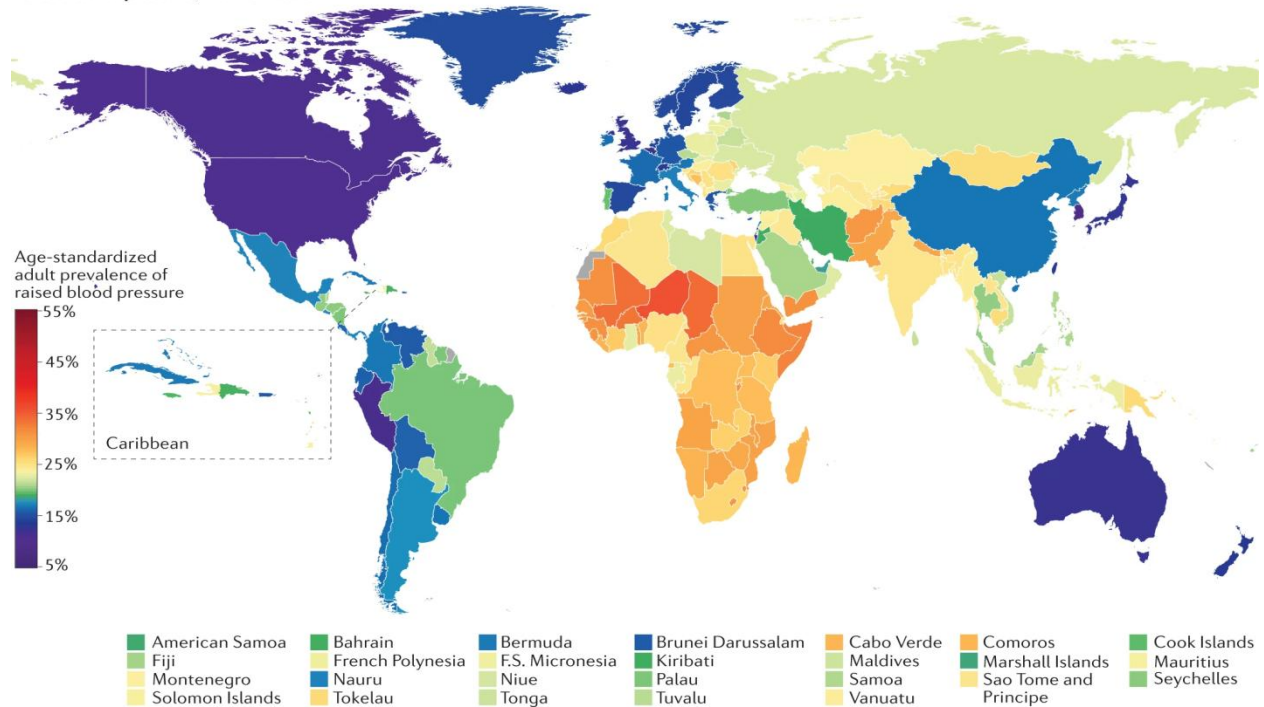 Age-standardized
adult prevalence of
raised blood pressure
55%
45%
35%
25%
15%
5%
Caribbean
American Samoa
Bahrain
Bermuda
Brunei Darussalam
Cabo Verde
Comoros
Cook Islands
Fiji
French Polynesia
F.S. Micronesia
Kiribati
Maldives
Marshall Islands
Mauritius
Montenegro
Nauru
Niue
Palau
Samoa
Sao Tome and
Principe
Seychelles
Solomon Islands
Tokelau
Tonga
Tuvalu
Vanuatu